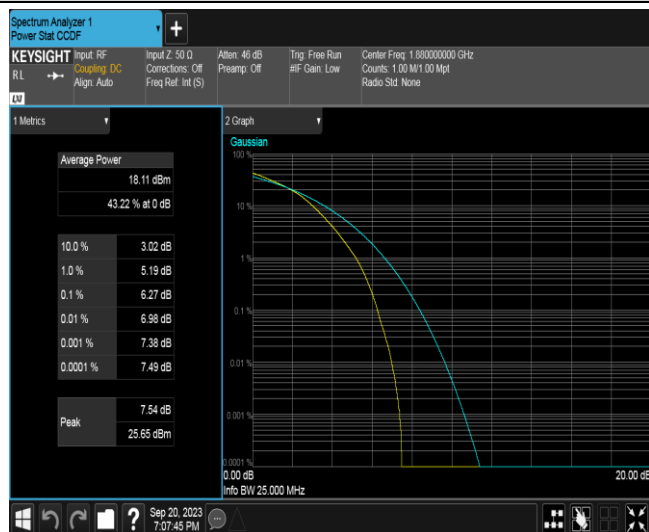 Spectrum Analyzer 1
Power Stat CCDF
+
KEYSIGHT
RL
LXI
Input: RF
Coupling: DC
Align: Auto
Input Z: 50 Ω
Corrections: Off
Freq Ref: Int (S)
Atten: 46 dB
Preamp: Off
Trig: Free Run
#IF Gain: Low
Center Freq: 1.880000000 GHz
Counts: 1.00 M/1.00 Mpt
Radio Std: None
1 Metrics
Average Power
18.11 dBm
43.22 % at 0 dB
10.0 % 3.02 dB
1.0 % 5.19 dB
0.1 % 6.27 dB
0.01 % 6.98 dB
0.001 % 7.38 dB
0.0001 % 7.49 dB
Peak
7.54 dB
25.65 dBm
2 Graph
Gaussian
100 %
10 %
1 %
0.1 %
0.01 %
0.001 %
0.0001 %
0.00 dB 20.00 dB
Info BW 25.000 MHz
?
Sep 20, 2023
7:07:45 PM